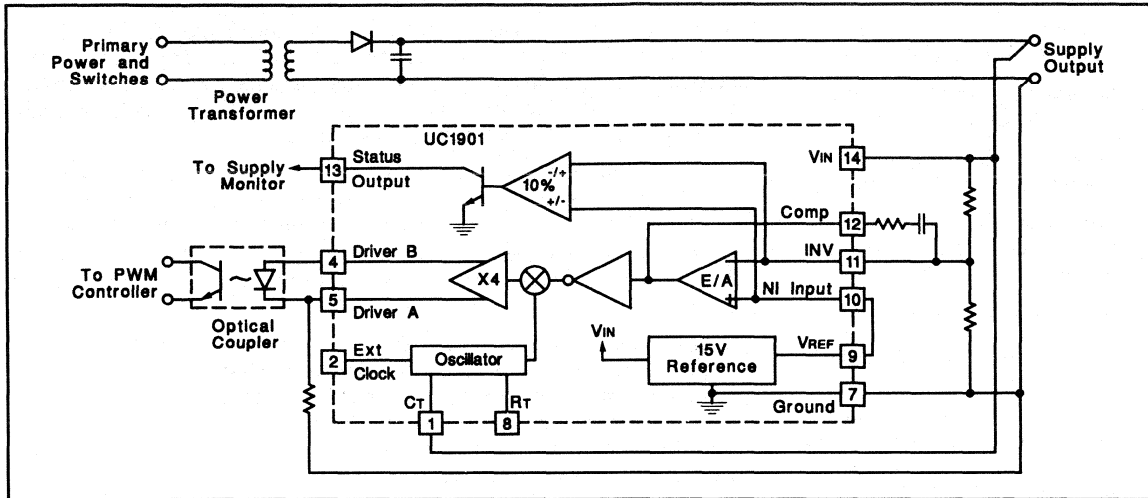 Primary
Power and
Switches
Power
Transformer
Supply
Output
UC1901
To Supply
Monitor
13
Status
Output
10%
-/+
+/-
VIN
14
Comp
12
INV
11
NI Input
10
VREF
9
7
Ground
To PWM
Controller
Optical
Coupler
4
Driver B
5
Driver A
X4
E/A
-
+
2
Ext
Clock
Oscillator
VIN
15V
Reference
CT
1
RT
8